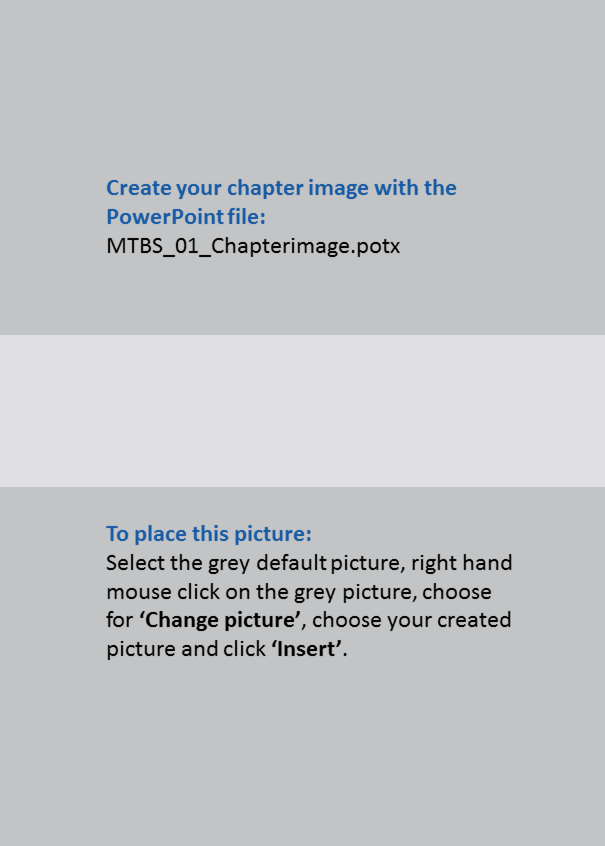 Create your chapter image with the
PowerPoint file:
MTBS_01_Chapterimage.potx
To place this picture:
Select the grey default picture, right hand
mouse click on the grey picture, choose
for ‘Change picture’, choose your created
picture and click ‘Insert’.